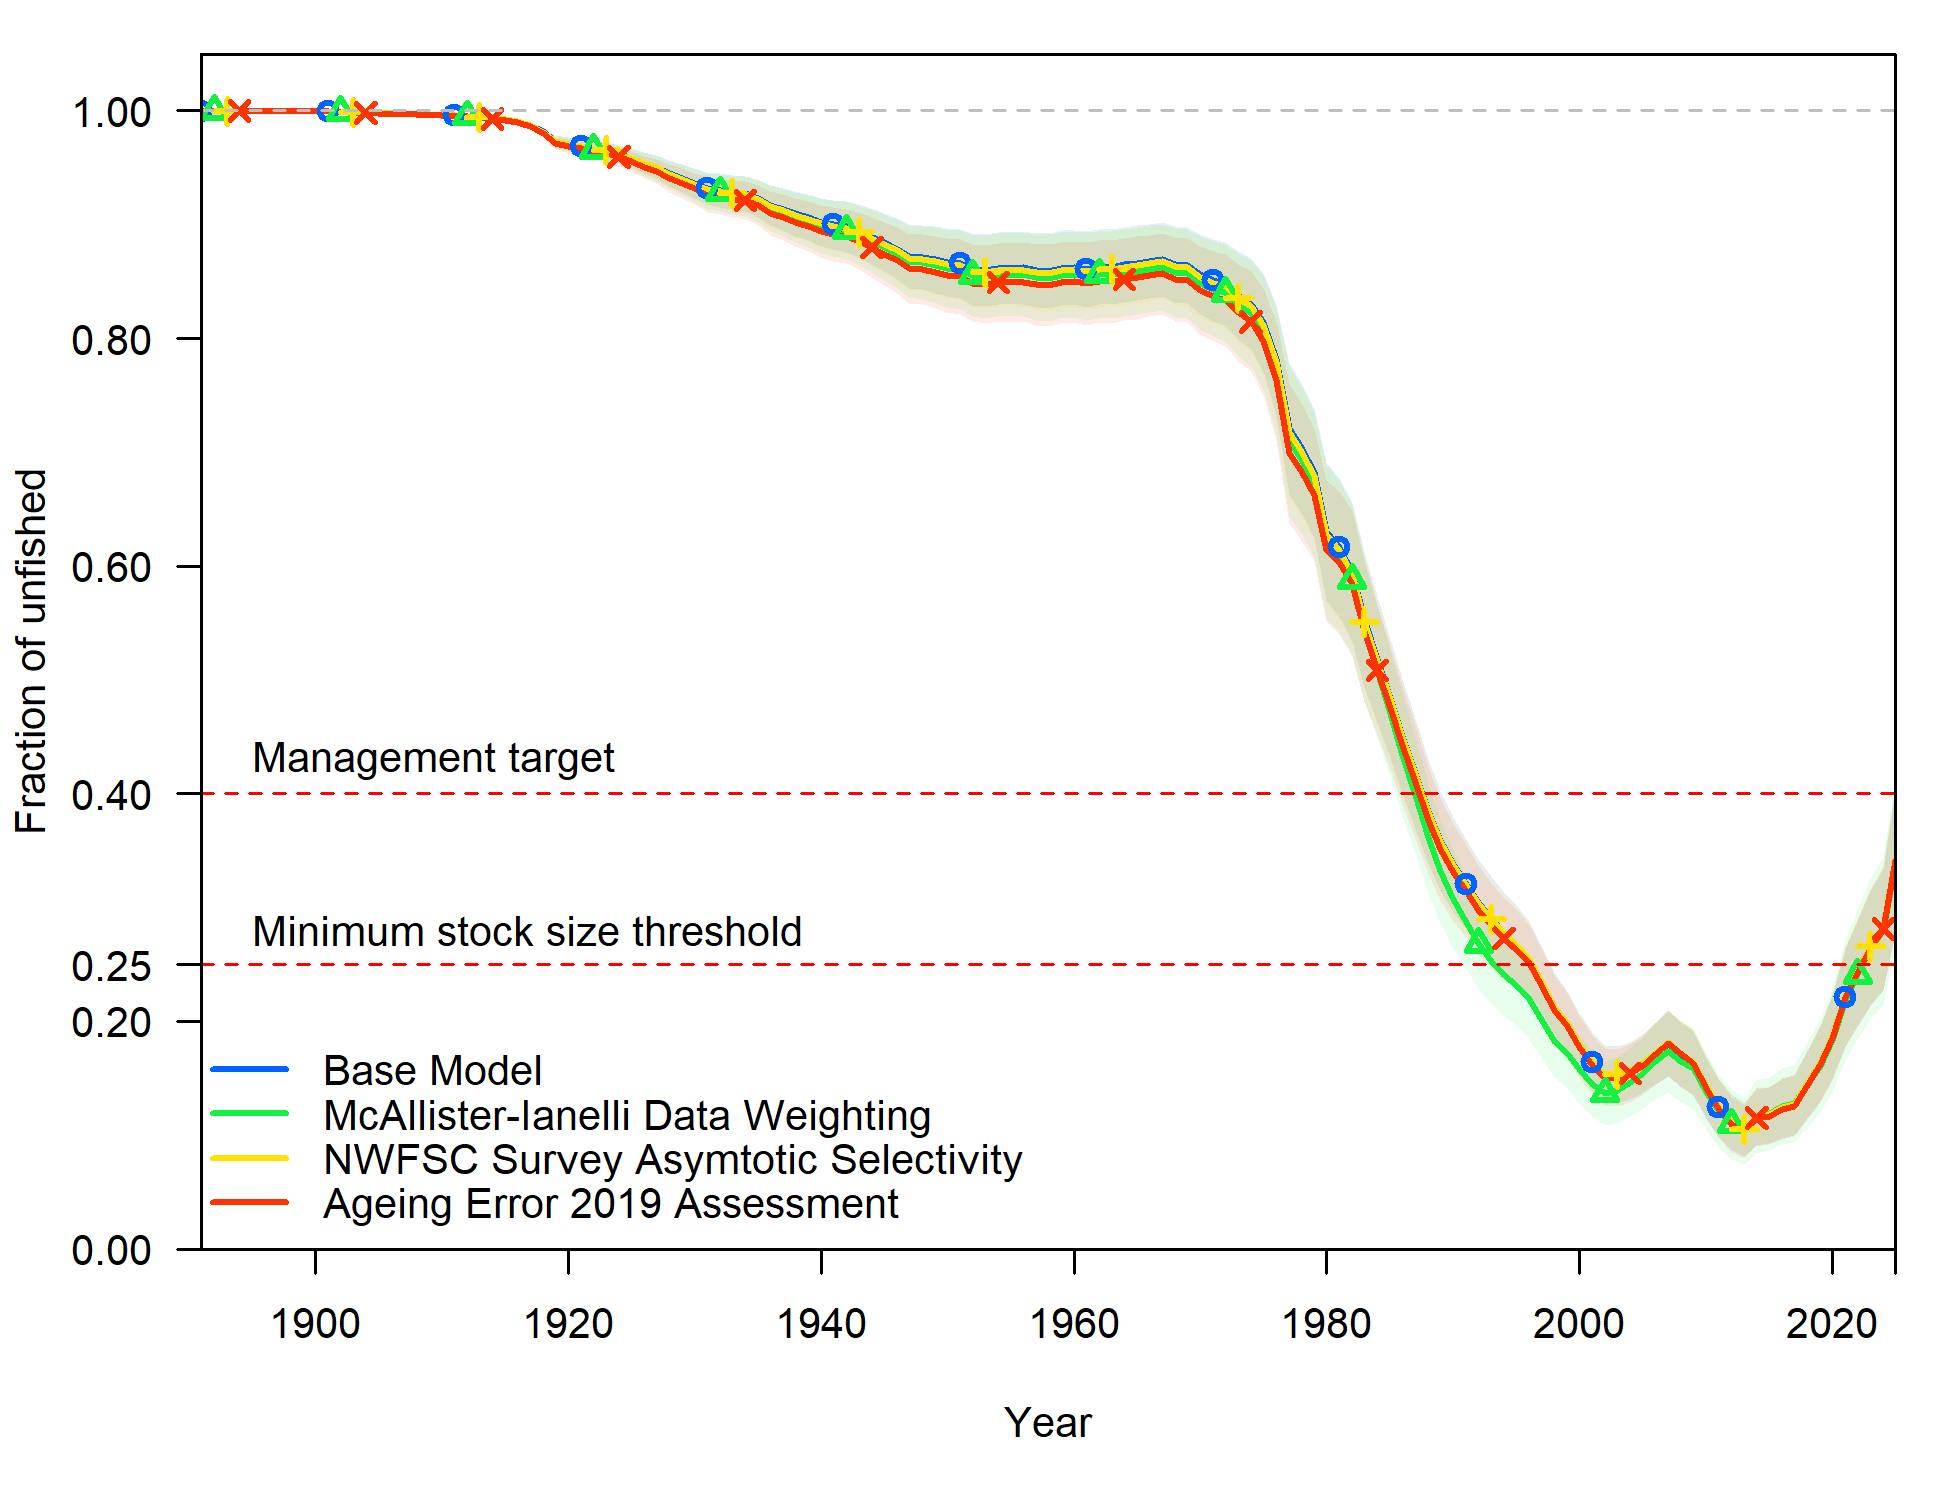 1.00
0.80
0.60
0.40
0.25
0.20
0.00
Fraction of unfished
Management target
Minimum stock size threshold
Base Model
McAllister-Ianelli Data Weighting
NWFSC Survey Asymtotic Selectivity
Ageing Error 2019 Assessment
1900 1920 1940 1960 1980 2000 2020
Year